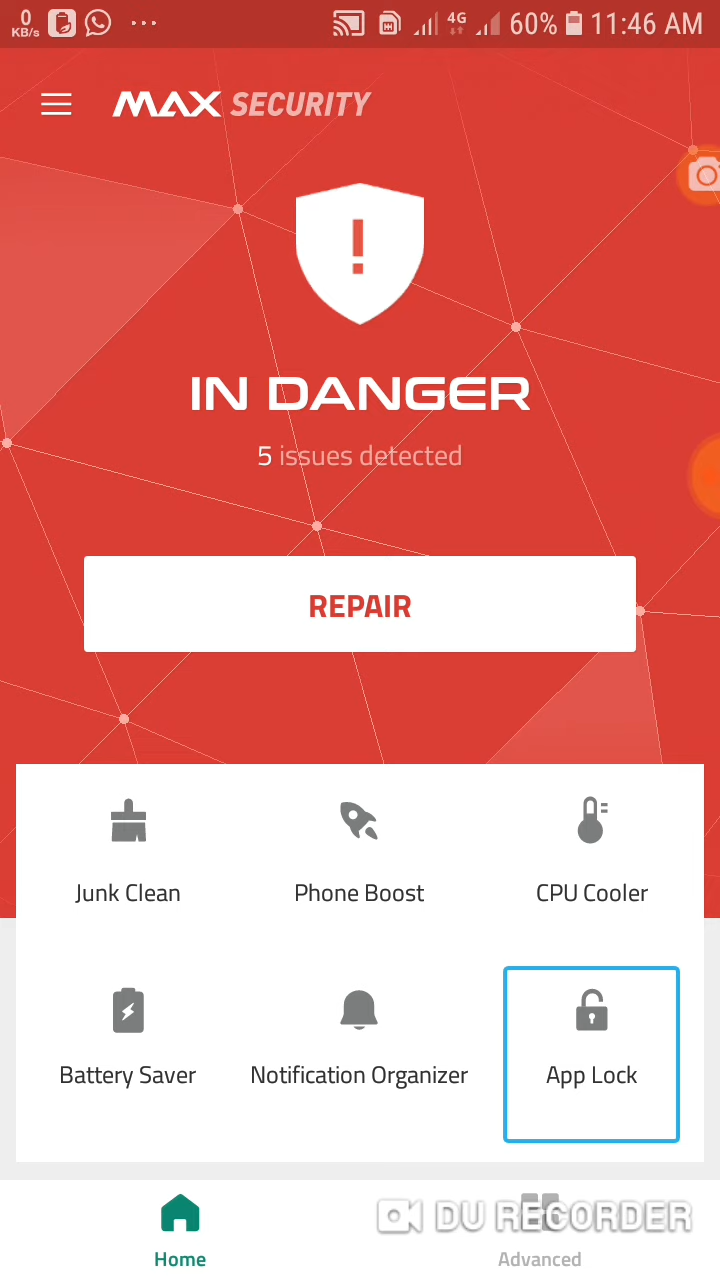 0
KB/s
4G
60%
11:46 AM
MAX SECURITY
!
IN DANGER
5 issues detected
REPAIR
Junk Clean
Phone Boost
CPU Cooler
Battery Saver
Notification Organizer
App Lock
DU RECORDER
Home
Advanced